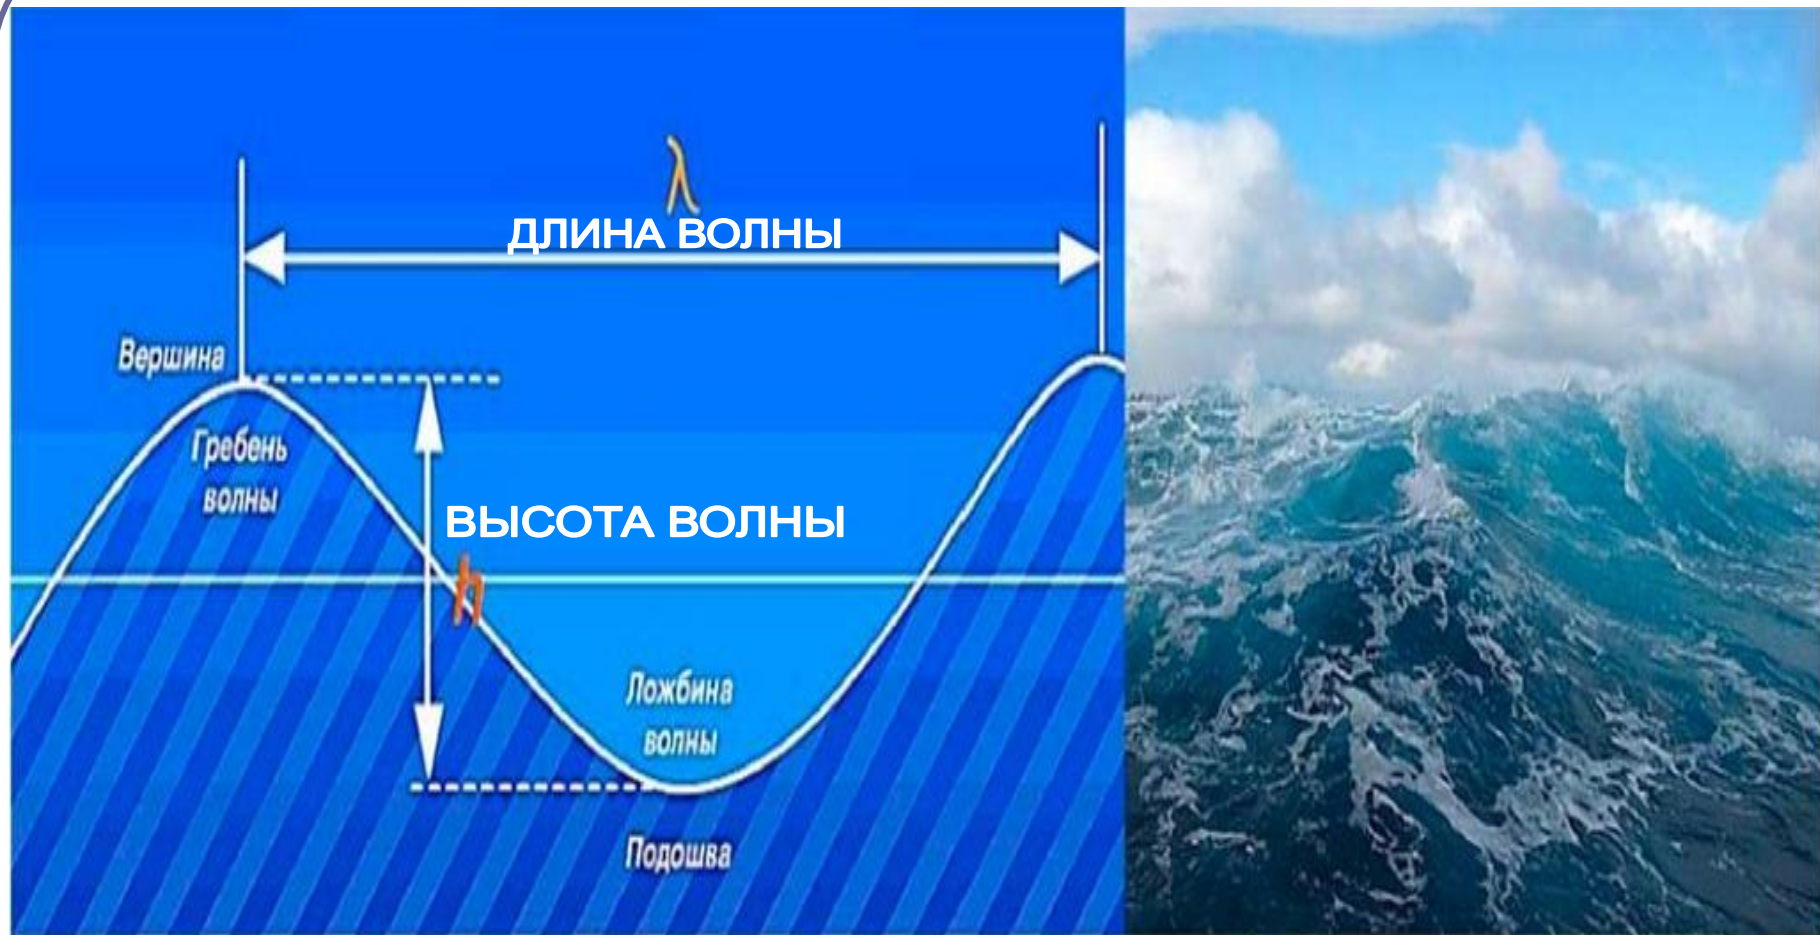 λ
ДЛИНА ВОЛНЫ
Вершина
Гребень
волны
ВЫСОТА ВОЛНЫ
h
Ложбина
волны
Подошва